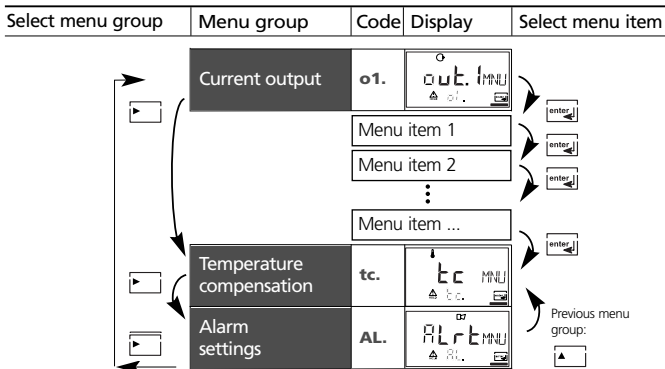 Select menu group Menu group Code Display Select menu item
Current output o1. out.1 MNU
o1.
enter
Menu item 1
enter
Menu item 2
enter
Menu item ...
enter
Temperature
compensation tc. tc MNU
tc.
Alarm
settings AL. ALrt MNU
AL.
Previous menu
group: